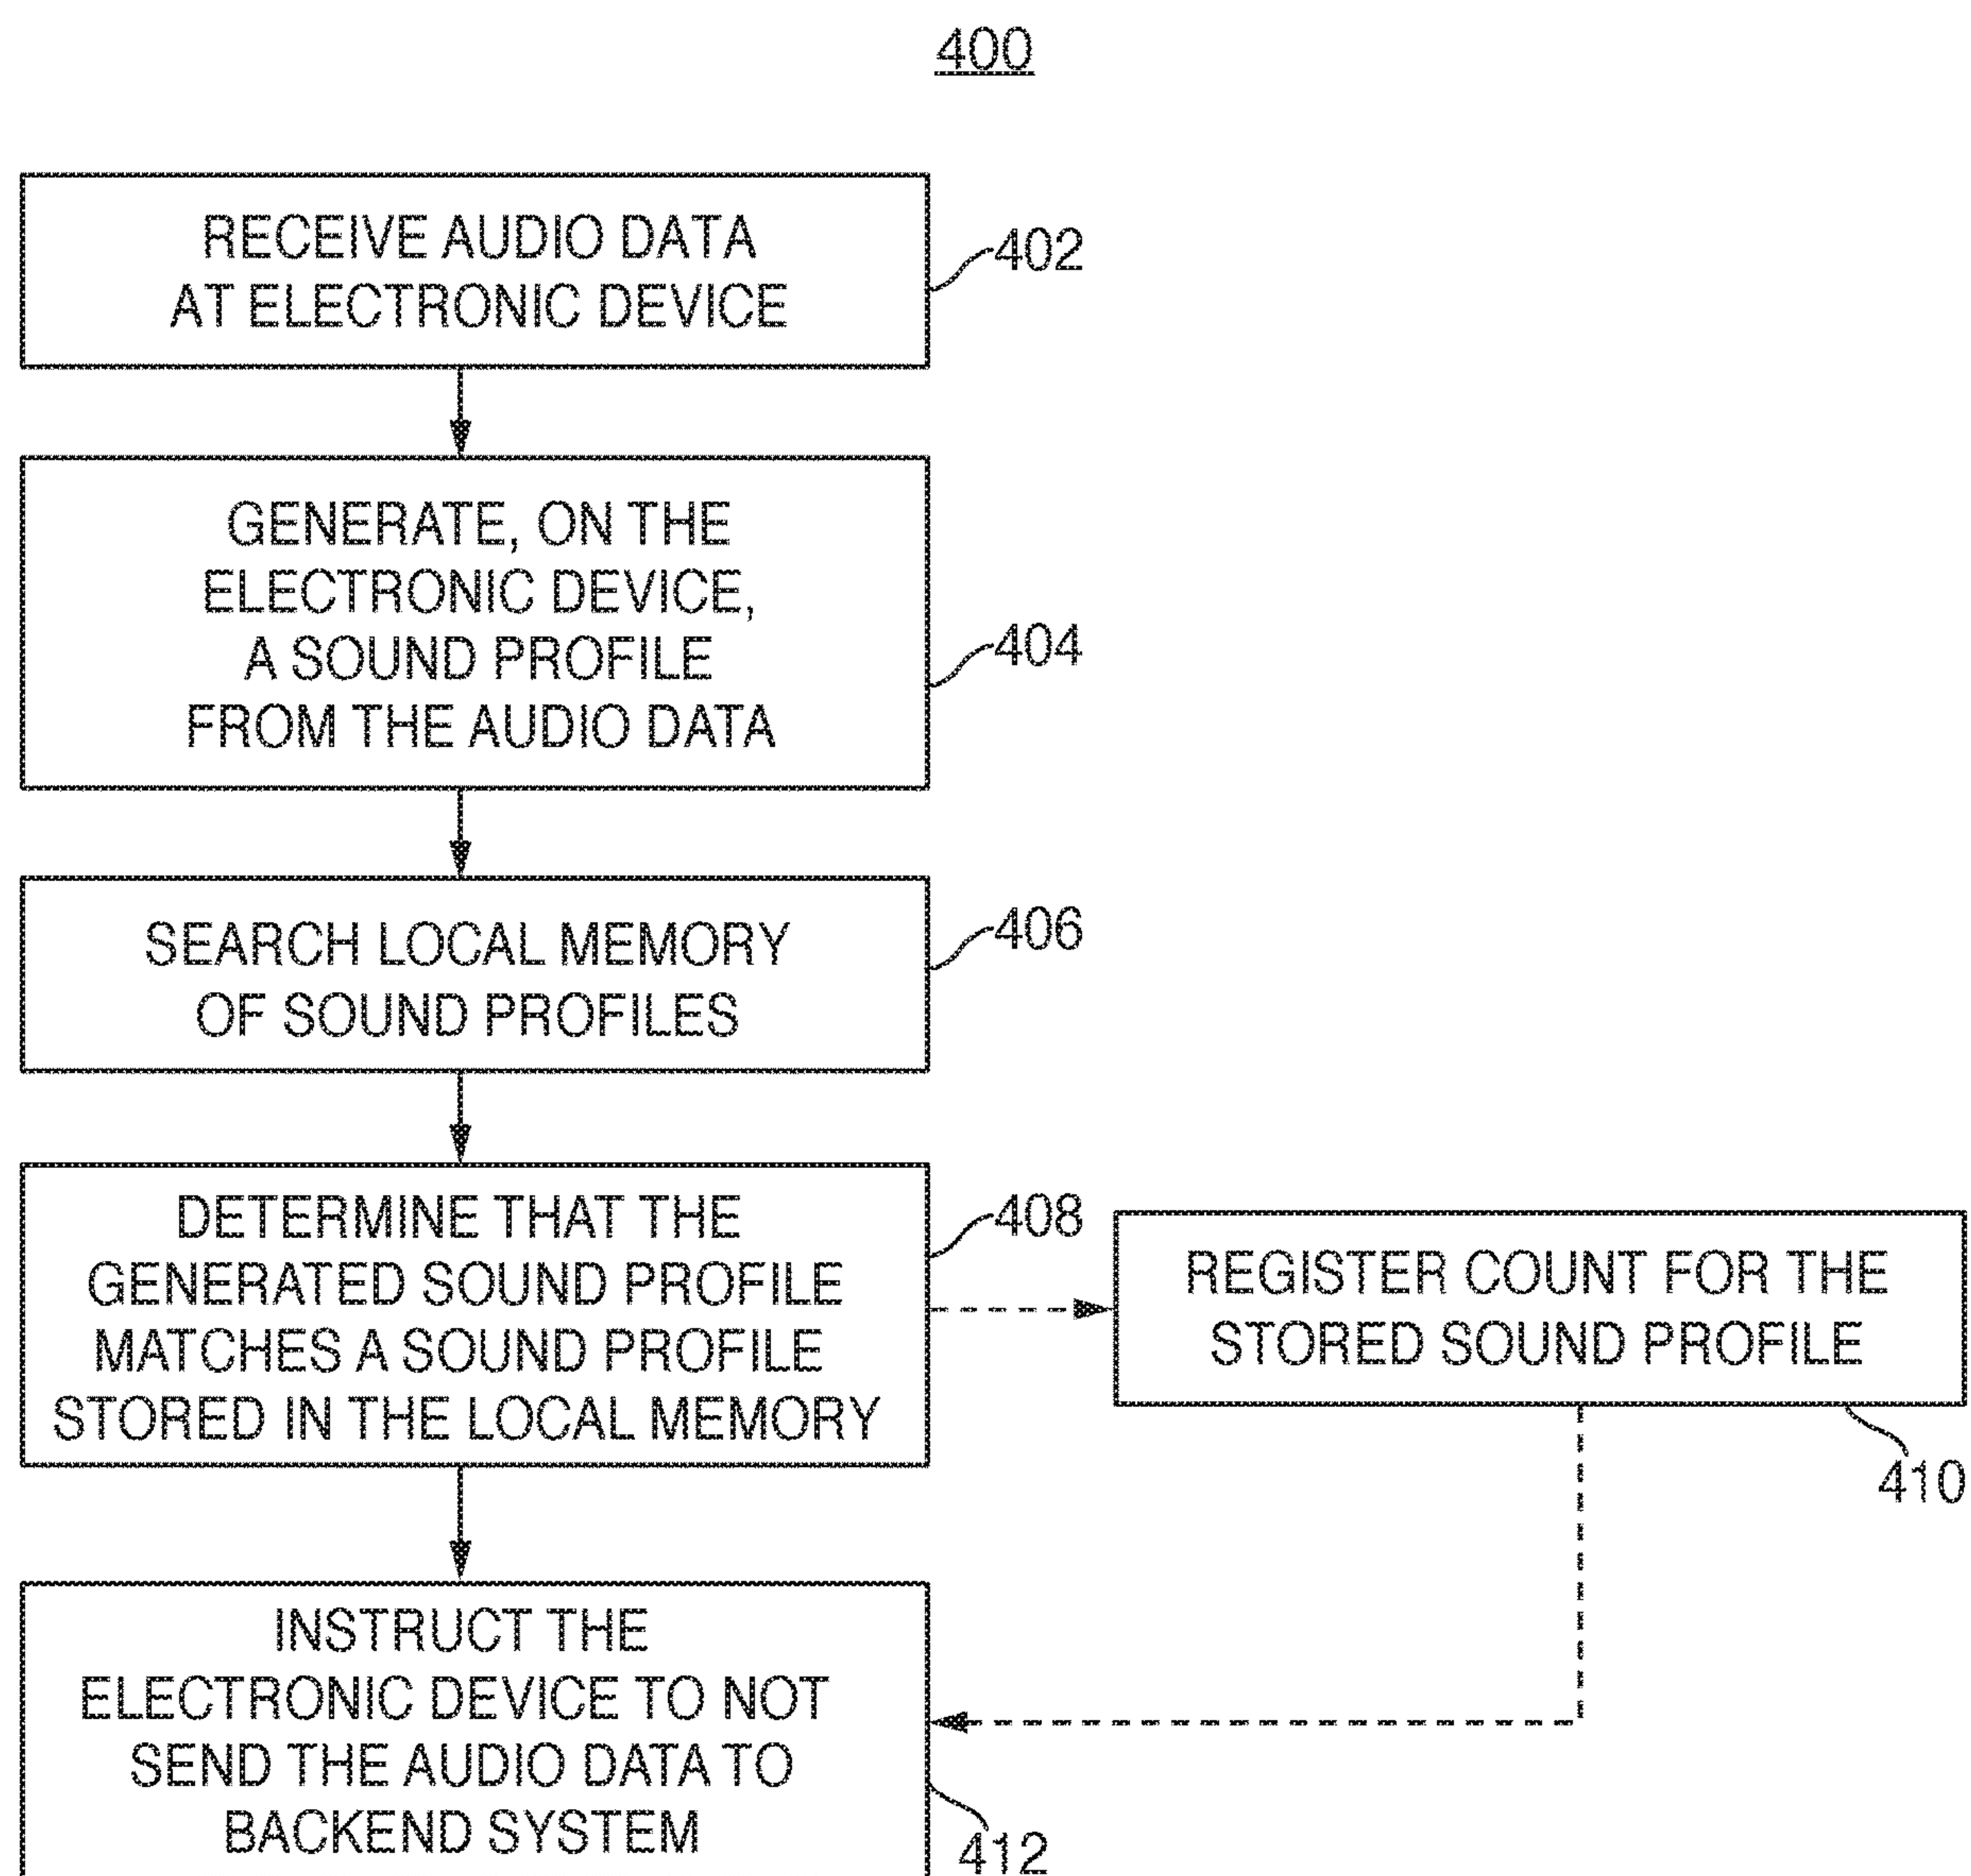 400
RECEIVE AUDIO DATA
AT ELECTRONIC DEVICE
402
GENERATE, ON THE
ELECTRONIC DEVICE,
A SOUND PROFILE
FROM THE AUDIO DATA
404
SEARCH LOCAL MEMORY
OF SOUND PROFILES
406
DETERMINE THAT THE
GENERATED SOUND PROFILE
MATCHES A SOUND PROFILE
STORED IN THE LOCAL MEMORY
408
REGISTER COUNT FOR THE
STORED SOUND PROFILE
410
INSTRUCT THE
ELECTRONIC DEVICE TO NOT
SEND THE AUDIO DATA TO
BACKEND SYSTEM
412